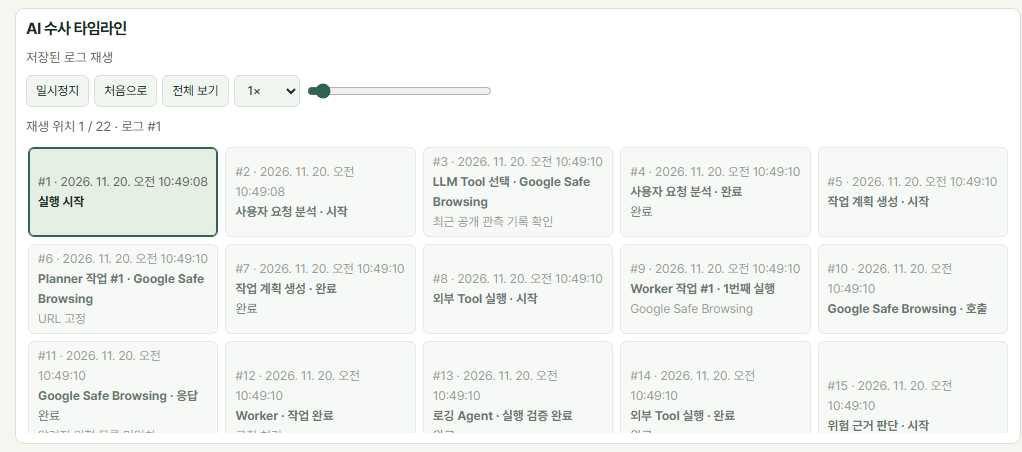 AI 수사 타임라인
저장된 로그 재생
일시정지 처음으로 전체 보기 1×
재생 위치 1 / 22 · 로그 #1
#1 · 2026. 11. 20. 오전 10:49:08
실행 시작
#2 · 2026. 11. 20. 오전
10:49:08
사용자 요청 분석 · 시작
#3 · 2026. 11. 20. 오전 10:49:10
LLM Tool 선택 · Google Safe
Browsing
최근 공개 관측 기록 확인
#4 · 2026. 11. 20. 오전 10:49:10
사용자 요청 분석 · 완료
완료
#5 · 2026. 11. 20. 오전 10:49:10
작업 계획 생성 · 시작
#6 · 2026. 11. 20. 오전 10:49:10
Planner 작업 #1 · Google Safe
Browsing
URL 고정
#7 · 2026. 11. 20. 오전 10:49:10
작업 계획 생성 · 완료
완료
#8 · 2026. 11. 20. 오전 10:49:10
외부 Tool 실행 · 시작
#9 · 2026. 11. 20. 오전 10:49:10
Worker 작업 #1 · 1번째 실행
Google Safe Browsing
#10 · 2026. 11. 20. 오전
10:49:10
Google Safe Browsing · 호출
#11 · 2026. 11. 20. 오전
10:49:10
Google Safe Browsing · 응답
완료
#12 · 2026. 11. 20. 오전
10:49:10
Worker · 작업 완료
#13 · 2026. 11. 20. 오전
10:49:10
로깅 Agent · 실행 검증 완료
#14 · 2026. 11. 20. 오전
10:49:10
외부 Tool 실행 · 완료
#15 · 2026. 11. 20. 오전
10:49:10
위험 근거 판단 · 시작